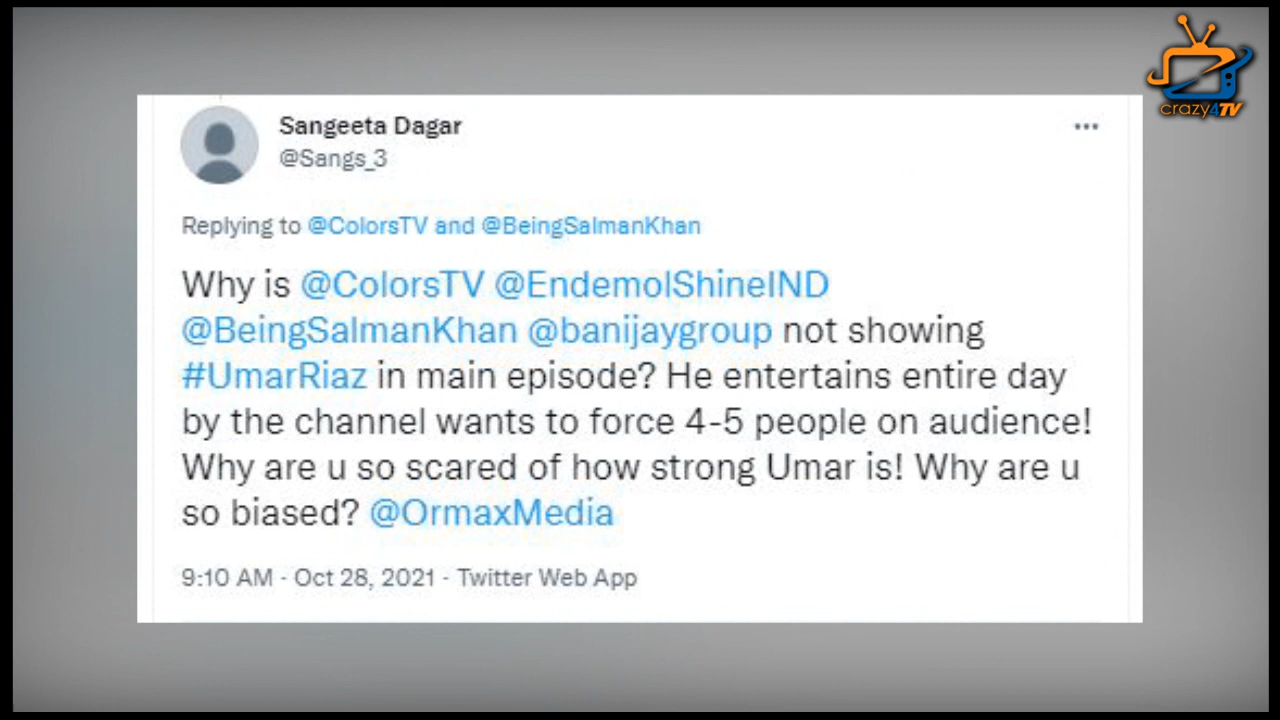 crazy4TV
Sangeeta Dagar
@Sangs_3
Replying to @ColorsTV and @BeingSalmanKhan
Why is @ColorsTV @EndemolShineIND
@BeingSalmanKhan @banijaygroup not showing
#UmarRiaz in main episode? He entertains entire day
by the channel wants to force 4-5 people on audience!
Why are u so scared of how strong Umar is! Why are u
so biased? @OrmaxMedia
9:10 AM · Oct 28, 2021 · Twitter Web App